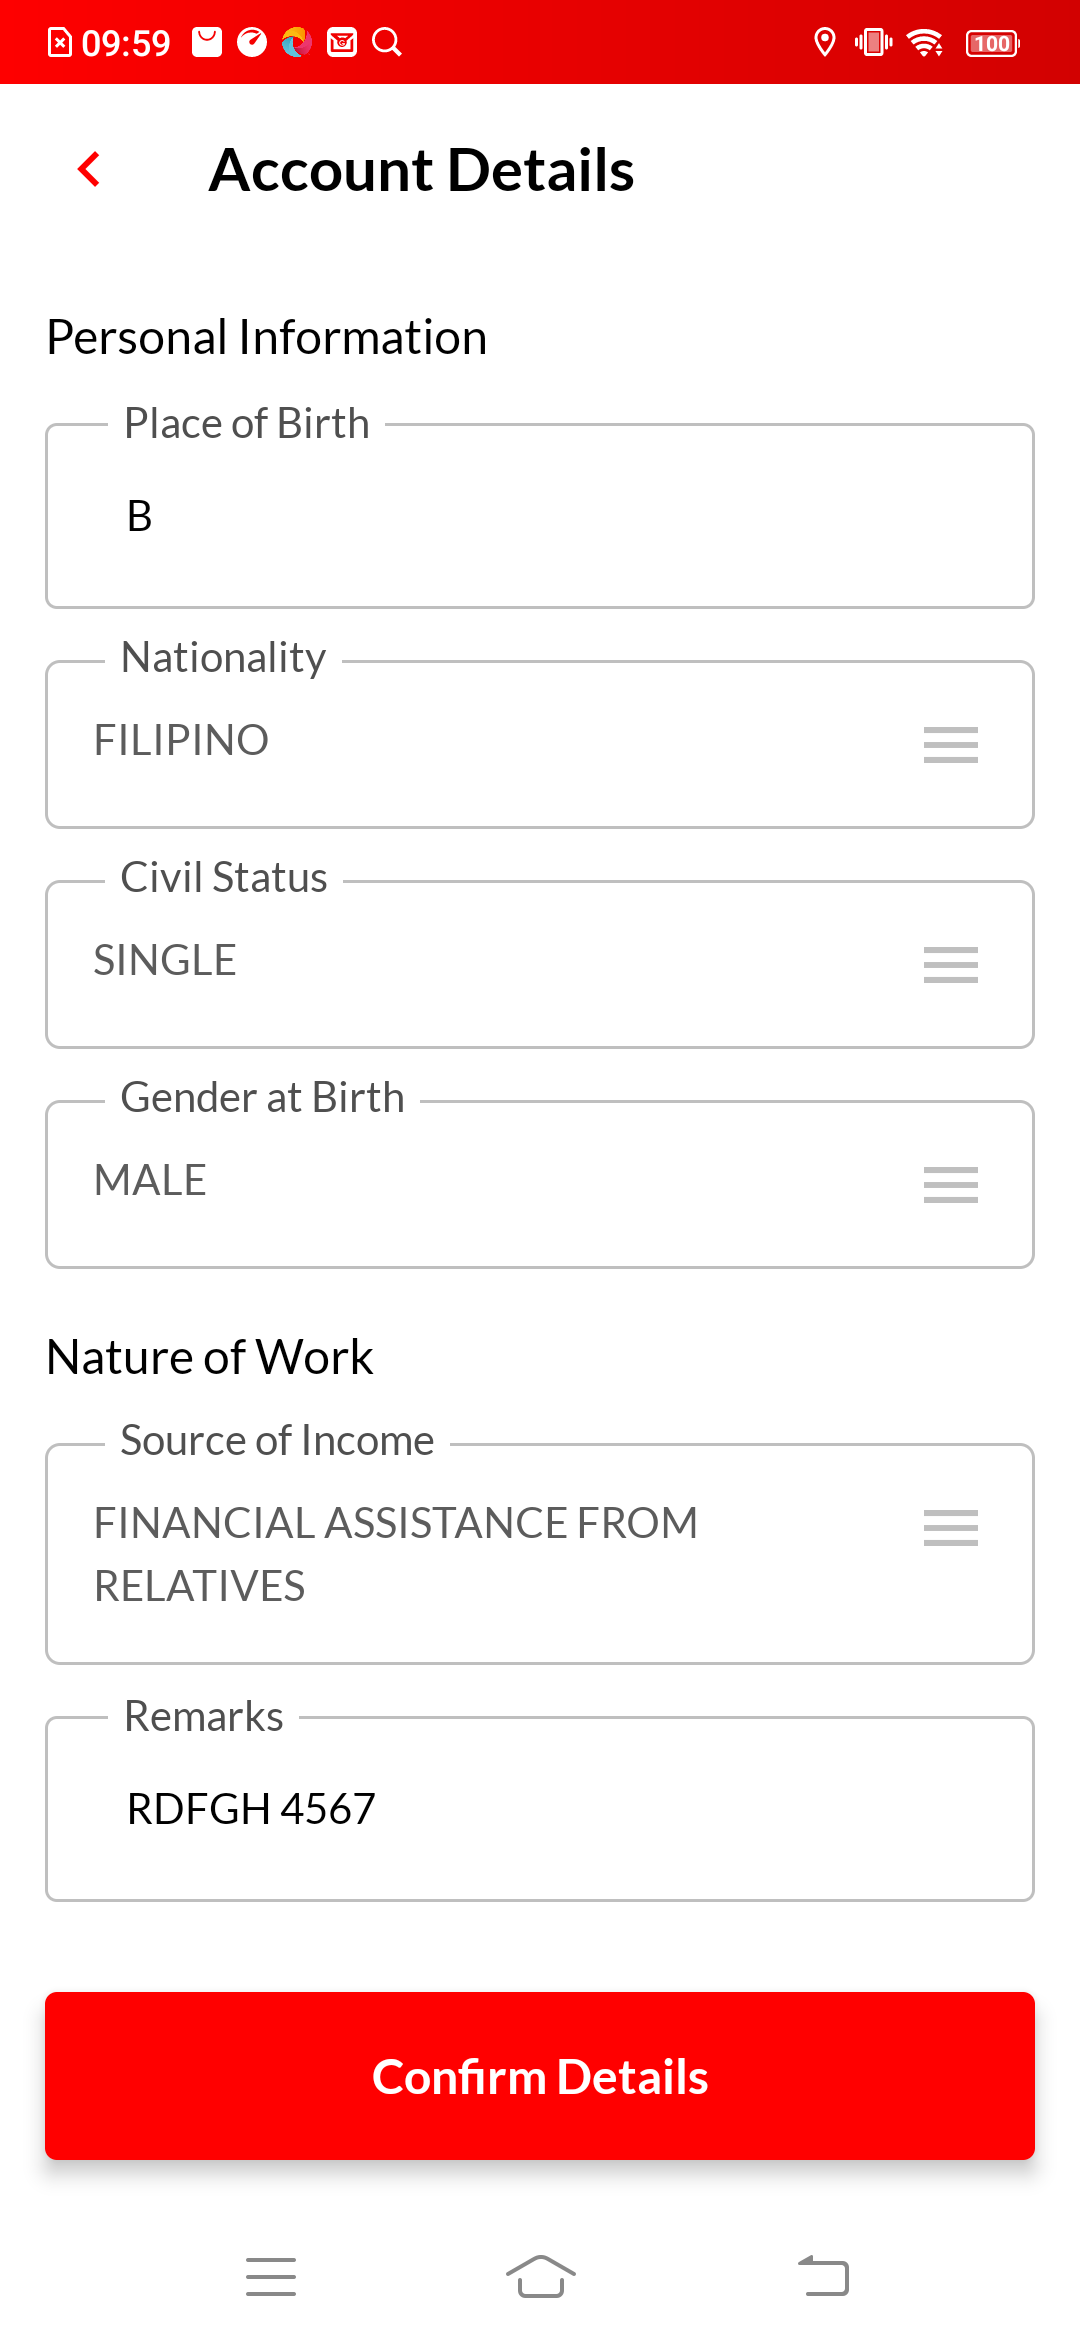 09:59
100
Account Details
Personal Information
Place of Birth
B
Nationality
FILIPINO
Civil Status
SINGLE
Gender at Birth
MALE
Nature of Work
Source of Income
FINANCIAL ASSISTANCE FROM
RELATIVES
Remarks
RDFGH 4567
Confirm Details